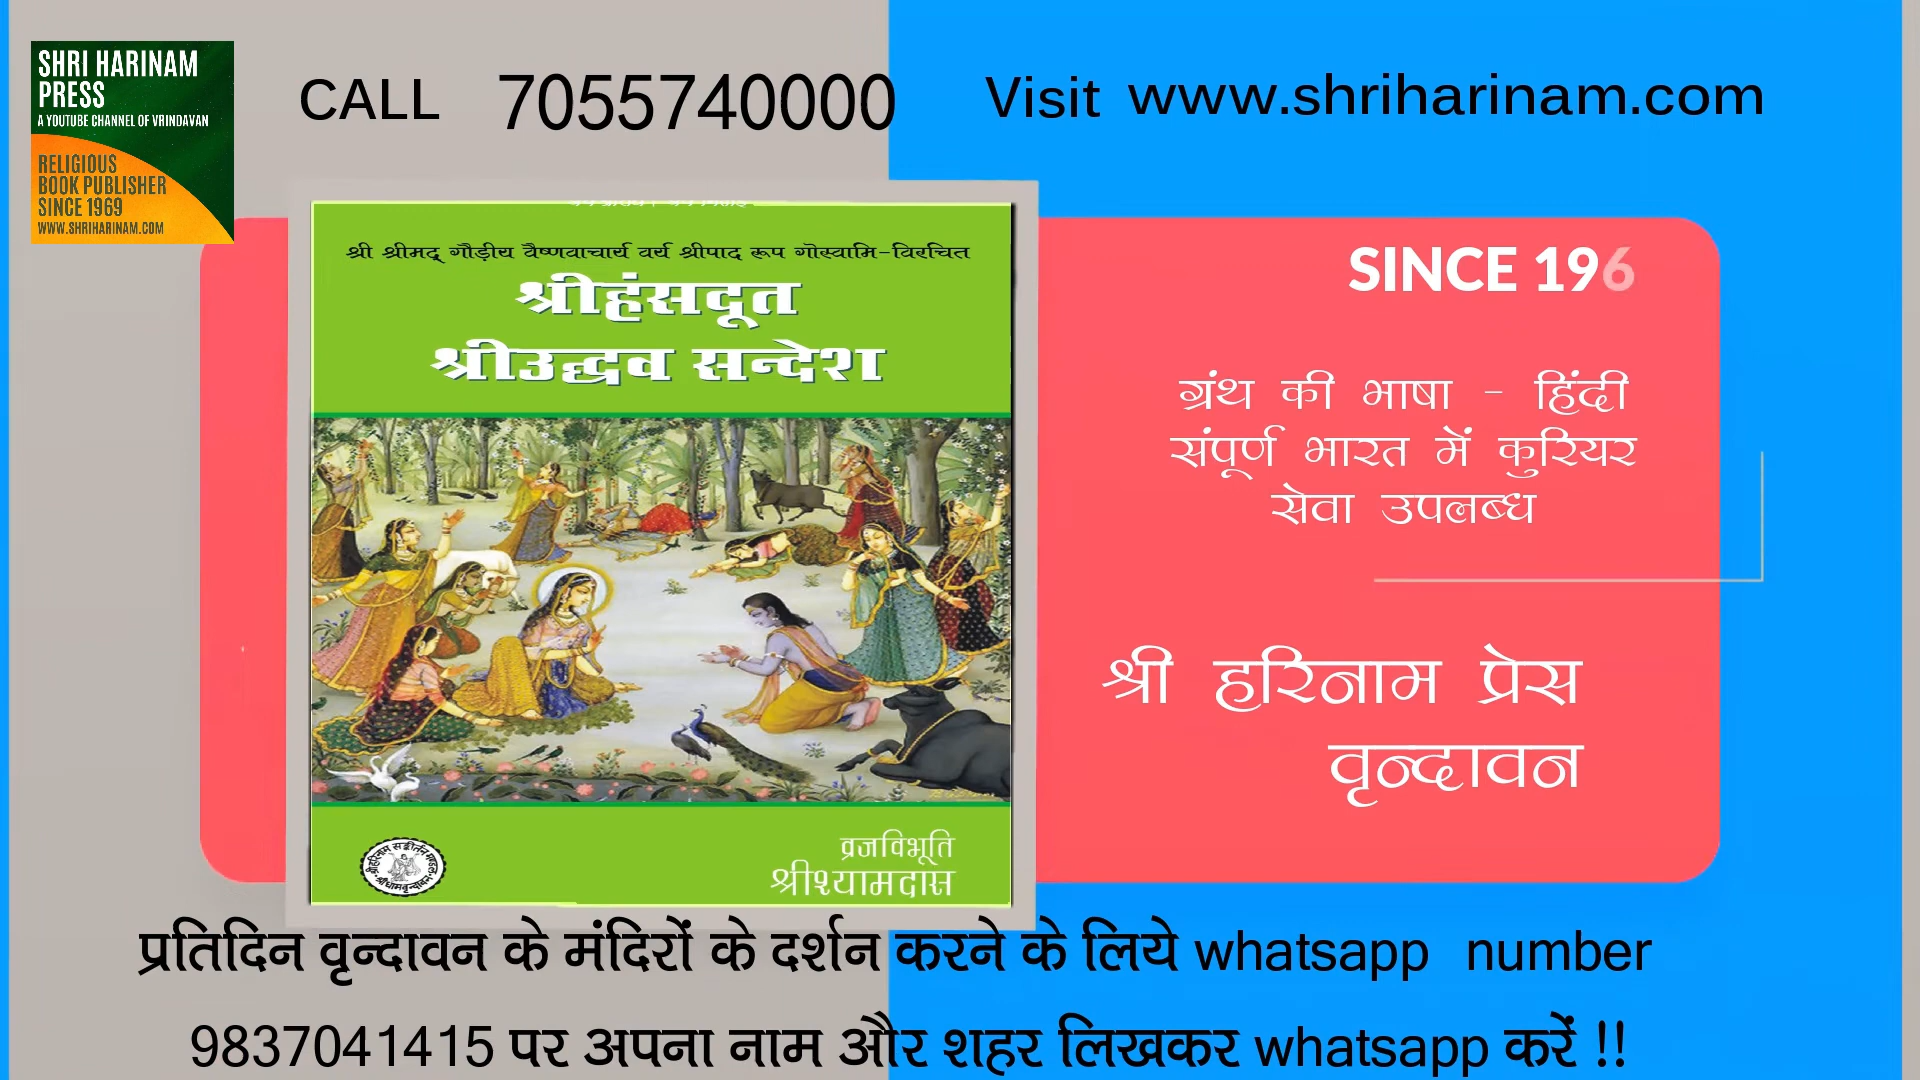 SHRI HARINAM
PRESS
A YOUTUBE CHANNEL OF VRINDAVAN
RELIGIOUS
BOOK PUBLISHER
SINCE 1969
WWW.SHRIHARINAM.COM
CALL 7055740000 Visit www.shriharinam.com
श्री श्रीमद् गौड़ीय वैष्णवाचार्य वर्य श्रीपाद रूप गोस्वामि-विरचित
श्रीहंसदूत
श्रीउद्धव सन्देश
व्रजविभूति
श्रीश्यामदास
SINCE 196
ग्रंथ की भाषा - हिंदी
संपूर्ण भारत में कुरियर
सेवा उपलब्ध
श्री हरिनाम प्रेस
वृन्दावन
प्रतिदिन वृन्दावन के मंदिरों के दर्शन करने के लिये whatsapp number
9837041415 पर अपना नाम और शहर लिखकर whatsapp करें !!